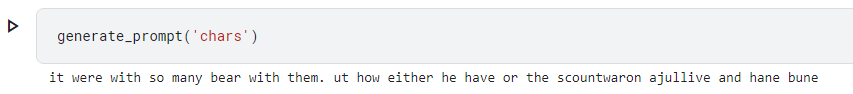 generate_prompt('chars')
it were with so many bear with them. ut how either he have or the scountwaron ajullive and hane bune